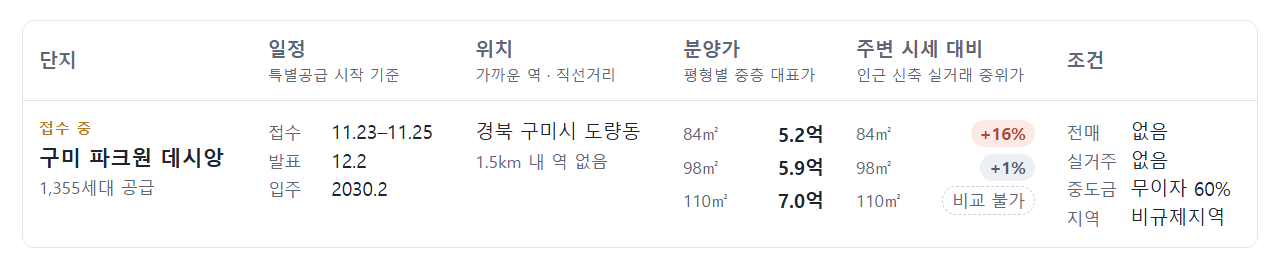 단지
일정
특별공급 시작 기준
위치
가까운 역 · 직선거리
분양가
평형별 중층 대표가
주변 시세 대비
인근 신축 실거래 중위가
조건
접수 중
구미 파크원 데시앙
1,355세대 공급
접수 11.23–11.25
발표 12.2
입주 2030.2
경북 구미시 도량동
1.5km 내 역 없음
84㎡ 5.2억
98㎡ 5.9억
110㎡ 7.0억
84㎡ +16%
98㎡ +1%
110㎡ 비교 불가
전매 없음
실거주 없음
중도금 무이자 60%
지역 비규제지역